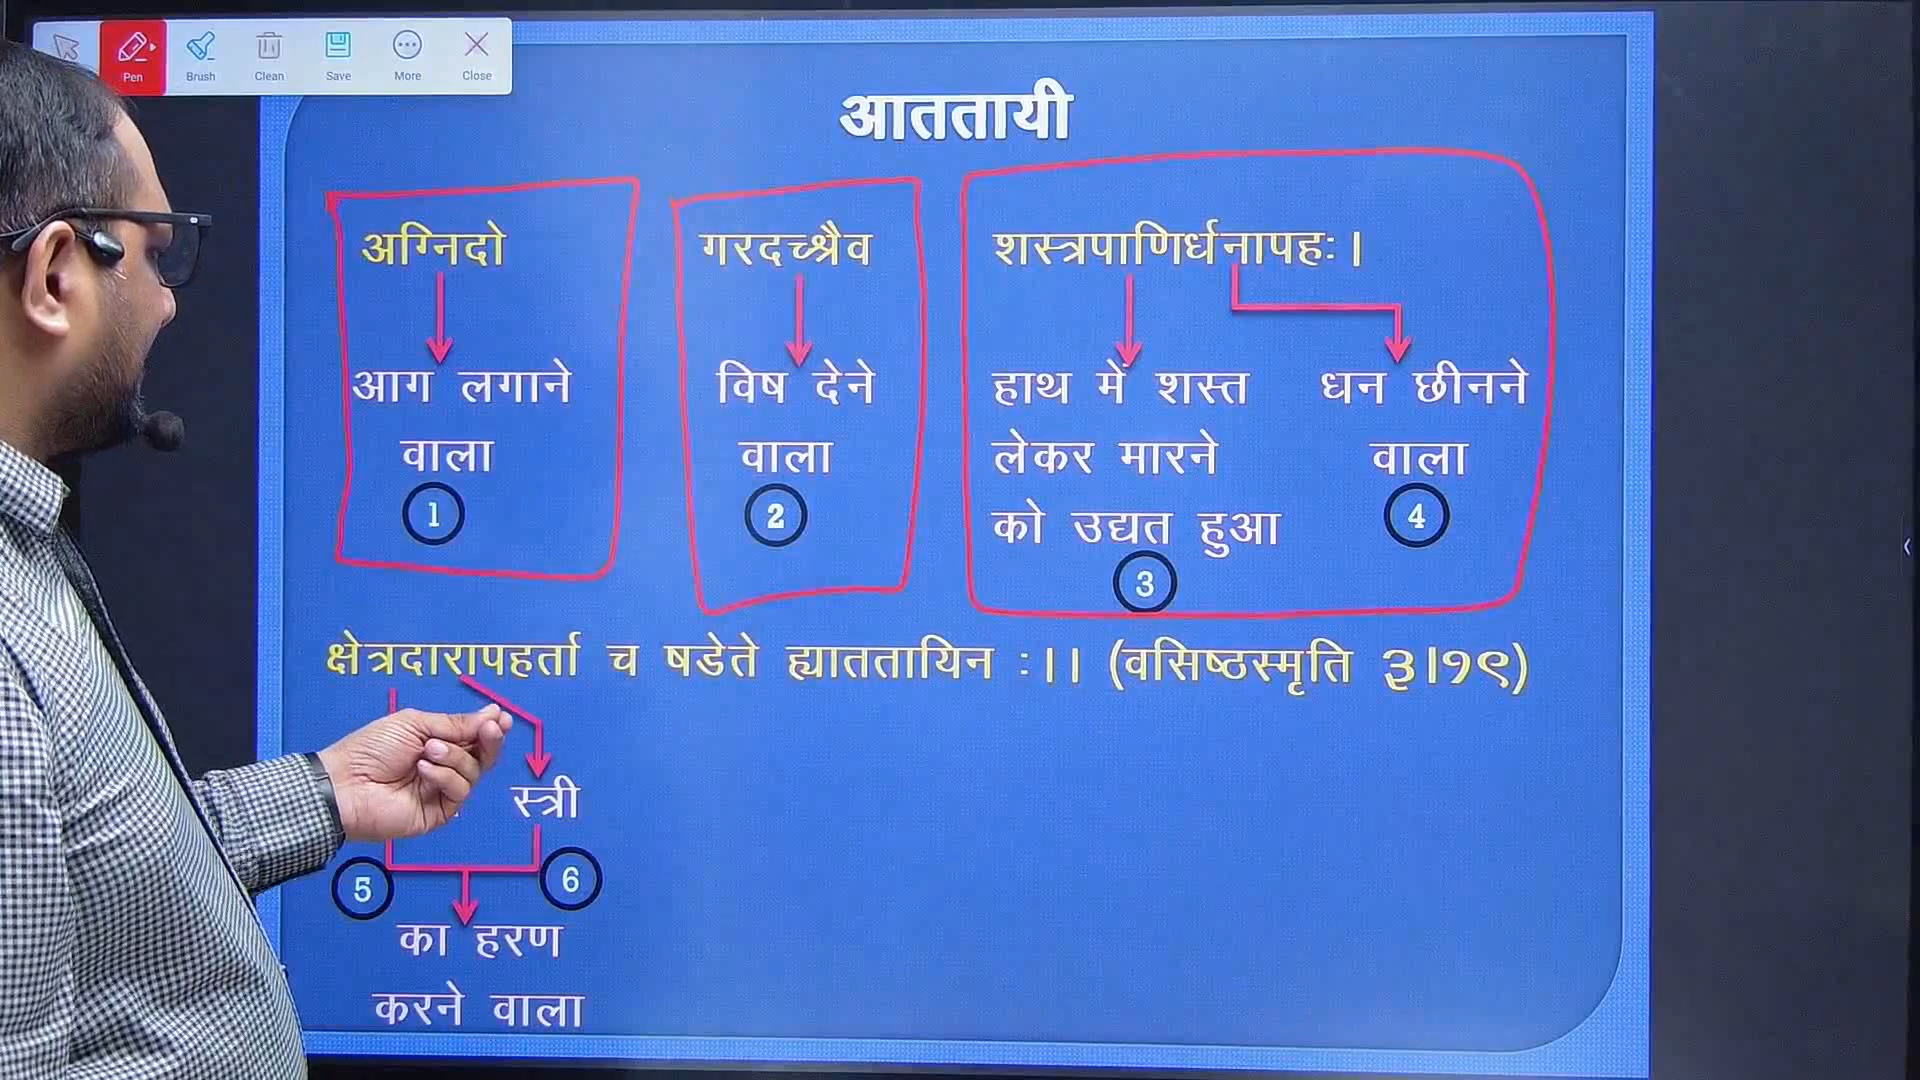 Pen Brush Clean Save More Close
आततायी
अग्निदो गरदच्श्रैव शस्त्रपाणिर्धनापहः।
आग लगाने विष देने हाथ में शस्त धन छीनने
वाला वाला लेकर मारने वाला
1 2 को उद्यत हुआ 4
3
क्षेत्रदारापहर्ता च षडेते ह्याततायिन :।। (वसिष्ठस्मृति ३।१९)
स्त्री
5 6
का हरण
करने वाला